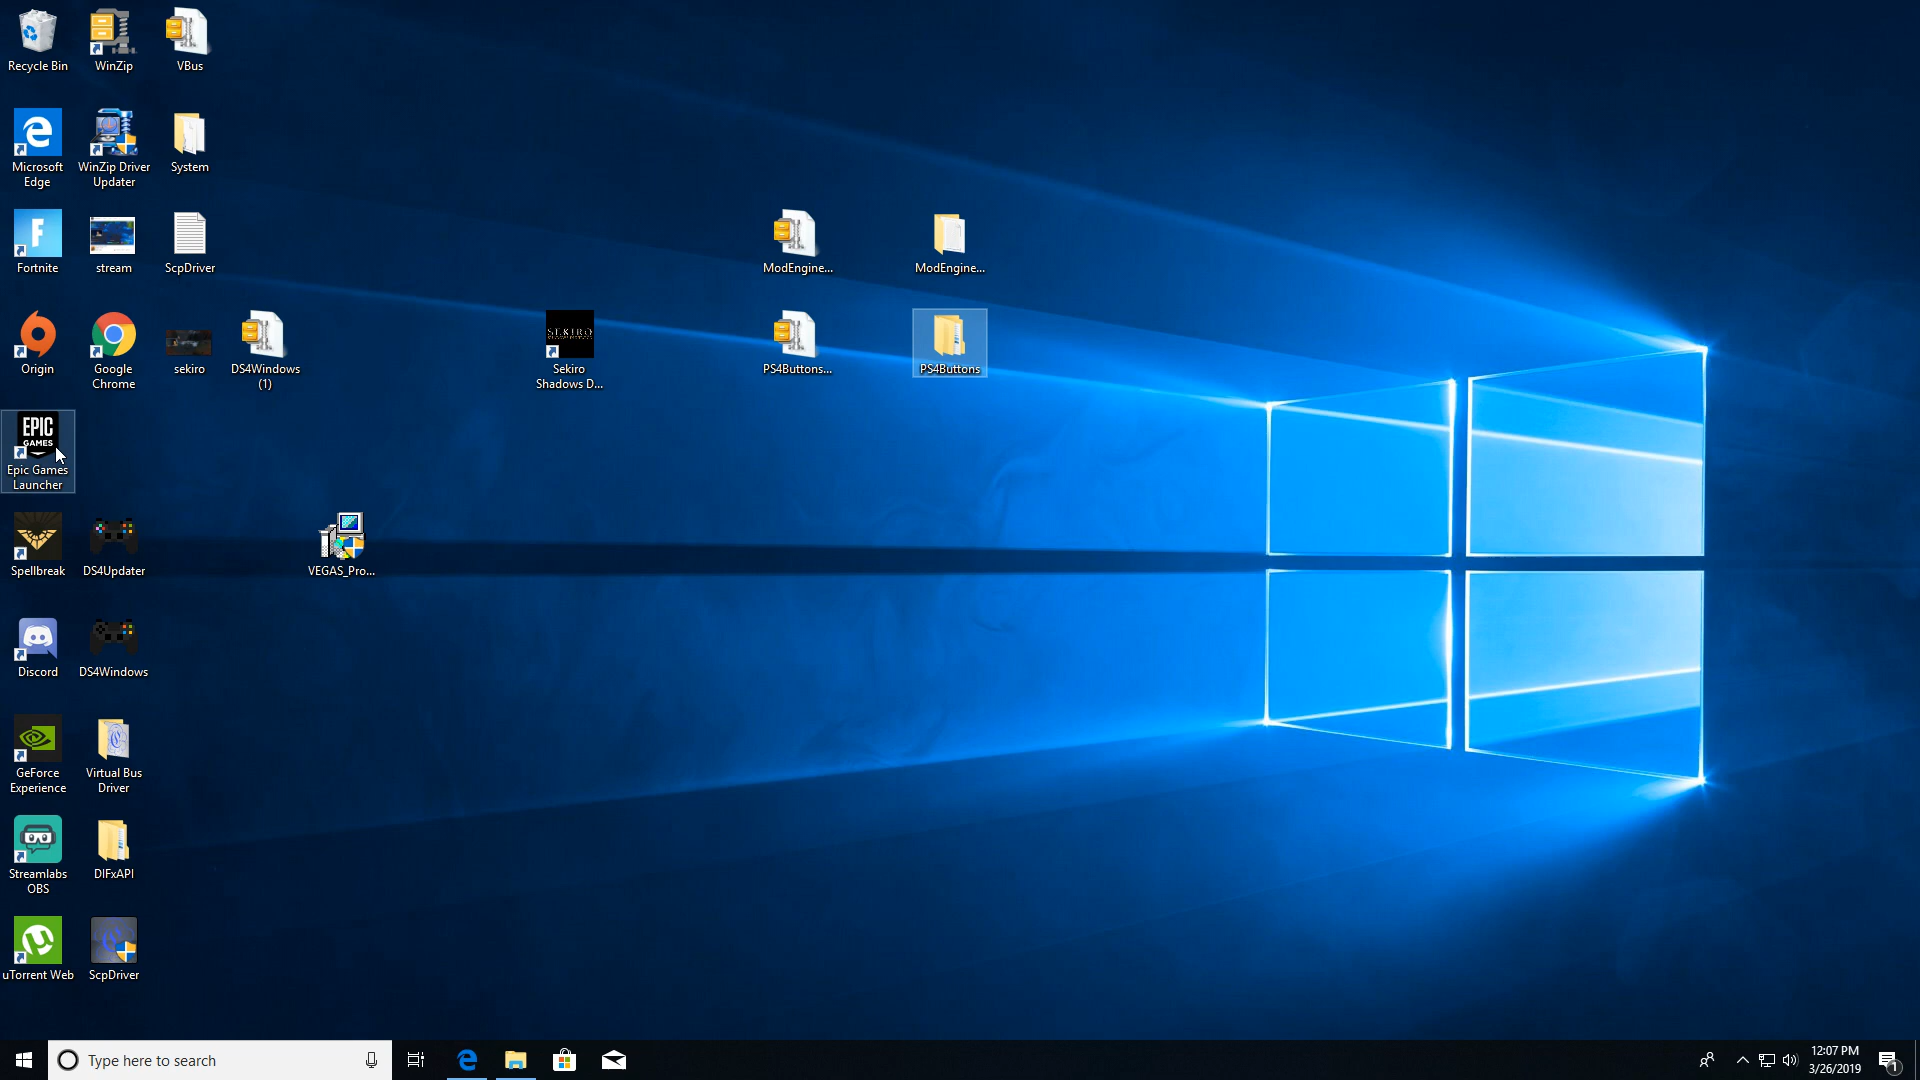 Recycle Bin
WinZip
VBus
Microsoft
Edge
WinZip Driver
Updater
System
Fortnite
stream
ScpDriver
ModEngine...
ModEngine...
Origin
Google
Chrome
sekiro
DS4Windows
(1)
SEKIRO
Sekiro
Shadows D...
PS4Buttons...
PS4Buttons
EPIC
GAMES
Epic Games
Launcher
Spellbreak
DS4Updater
VEGAS_Pro...
Discord
DS4Windows
GeForce
Experience
Virtual Bus
Driver
Streamlabs
OBS
DIFxAPI
uTorrent Web
ScpDriver
Type here to search
12:07 PM
3/26/2019
1